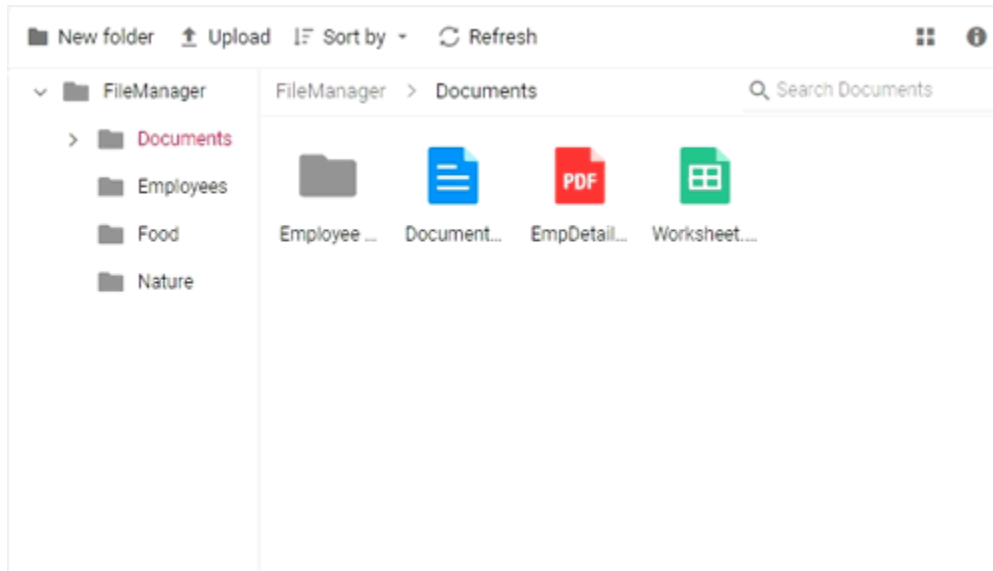 New folder Upload Sort by Refresh
FileManager
Documents
Employees
Food
Nature
FileManager > Documents
Search Documents
PDF
Employee ...
Document...
EmpDetail...
Worksheet....